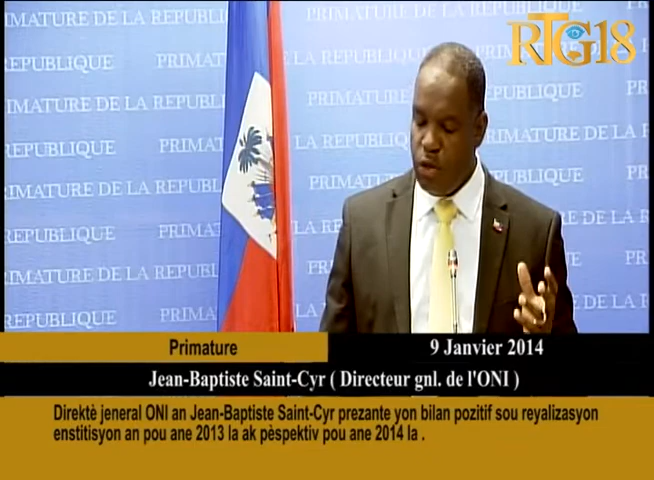 RTG18
PRIMATURE DE LA REPUBLIQUE
Primature
9 Janvier 2014
Jean-Baptiste Saint-Cyr ( Directeur gnl. de l'ONI )
Direktè jeneral ONI an Jean-Baptiste Saint-Cyr prezante yon bilan pozitif sou reyalizasyon
enstitisyon an pou ane 2013 la ak pèspektiv pou ane 2014 la .